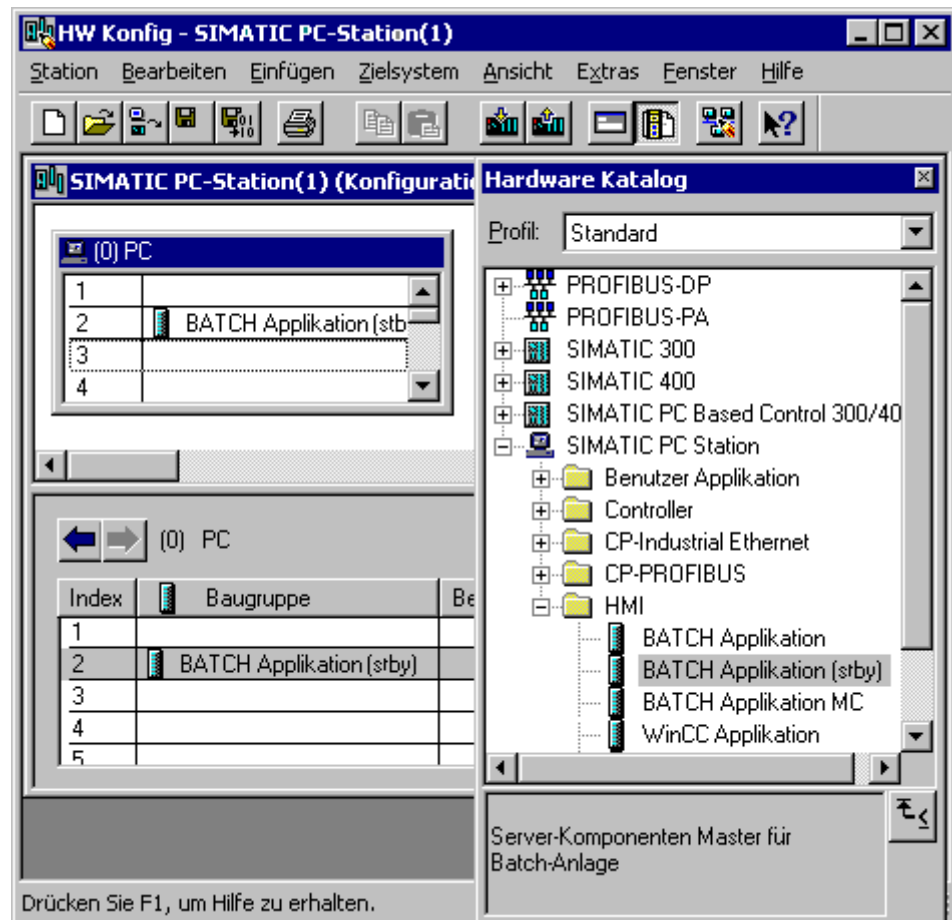 HW Konfig - SIMATIC PC-Station(1)
Station Bearbeiten Einfügen Zielsystem Ansicht Extras Fenster Hilfe
SIMATIC PC-Station(1) (Konfiguratio
(0) PC
1
2 BATCH Applikation (stb
3
4
(0) PC
Index Baugruppe Be
1
2 BATCH Applikation (stby)
3
4
5
Hardware Katalog
Profil: Standard
PROFIBUS-DP
PROFIBUS-PA
SIMATIC 300
SIMATIC 400
SIMATIC PC Based Control 300/40
SIMATIC PC Station
Benutzer Applikation
Controller
CP-Industrial Ethernet
CP-PROFIBUS
HMI
BATCH Applikation
BATCH Applikation (stby)
BATCH Applikation MC
WinCC Applikation
Server-Komponenten Master für
Batch-Anlage
Drücken Sie F1, um Hilfe zu erhalten.